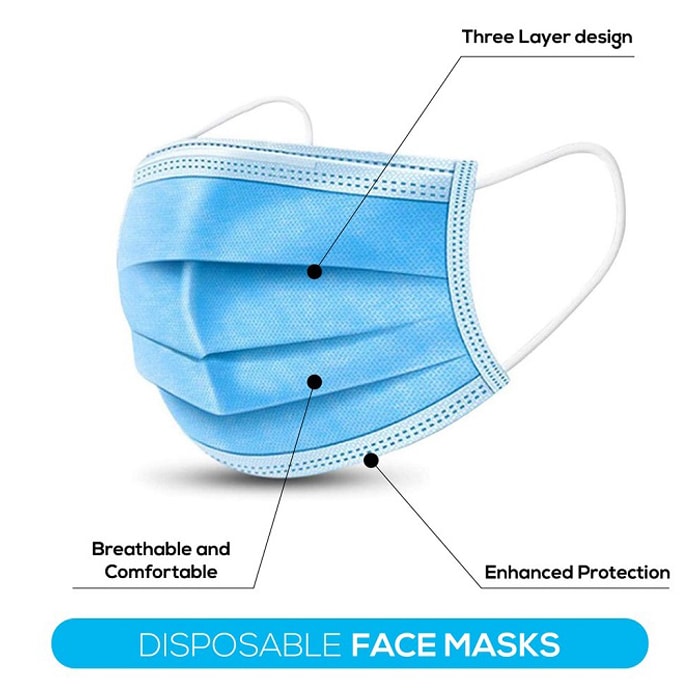 Three Layer design
Breathable and
Comfortable
Enhanced Protection
DISPOSABLE FACE MASKS